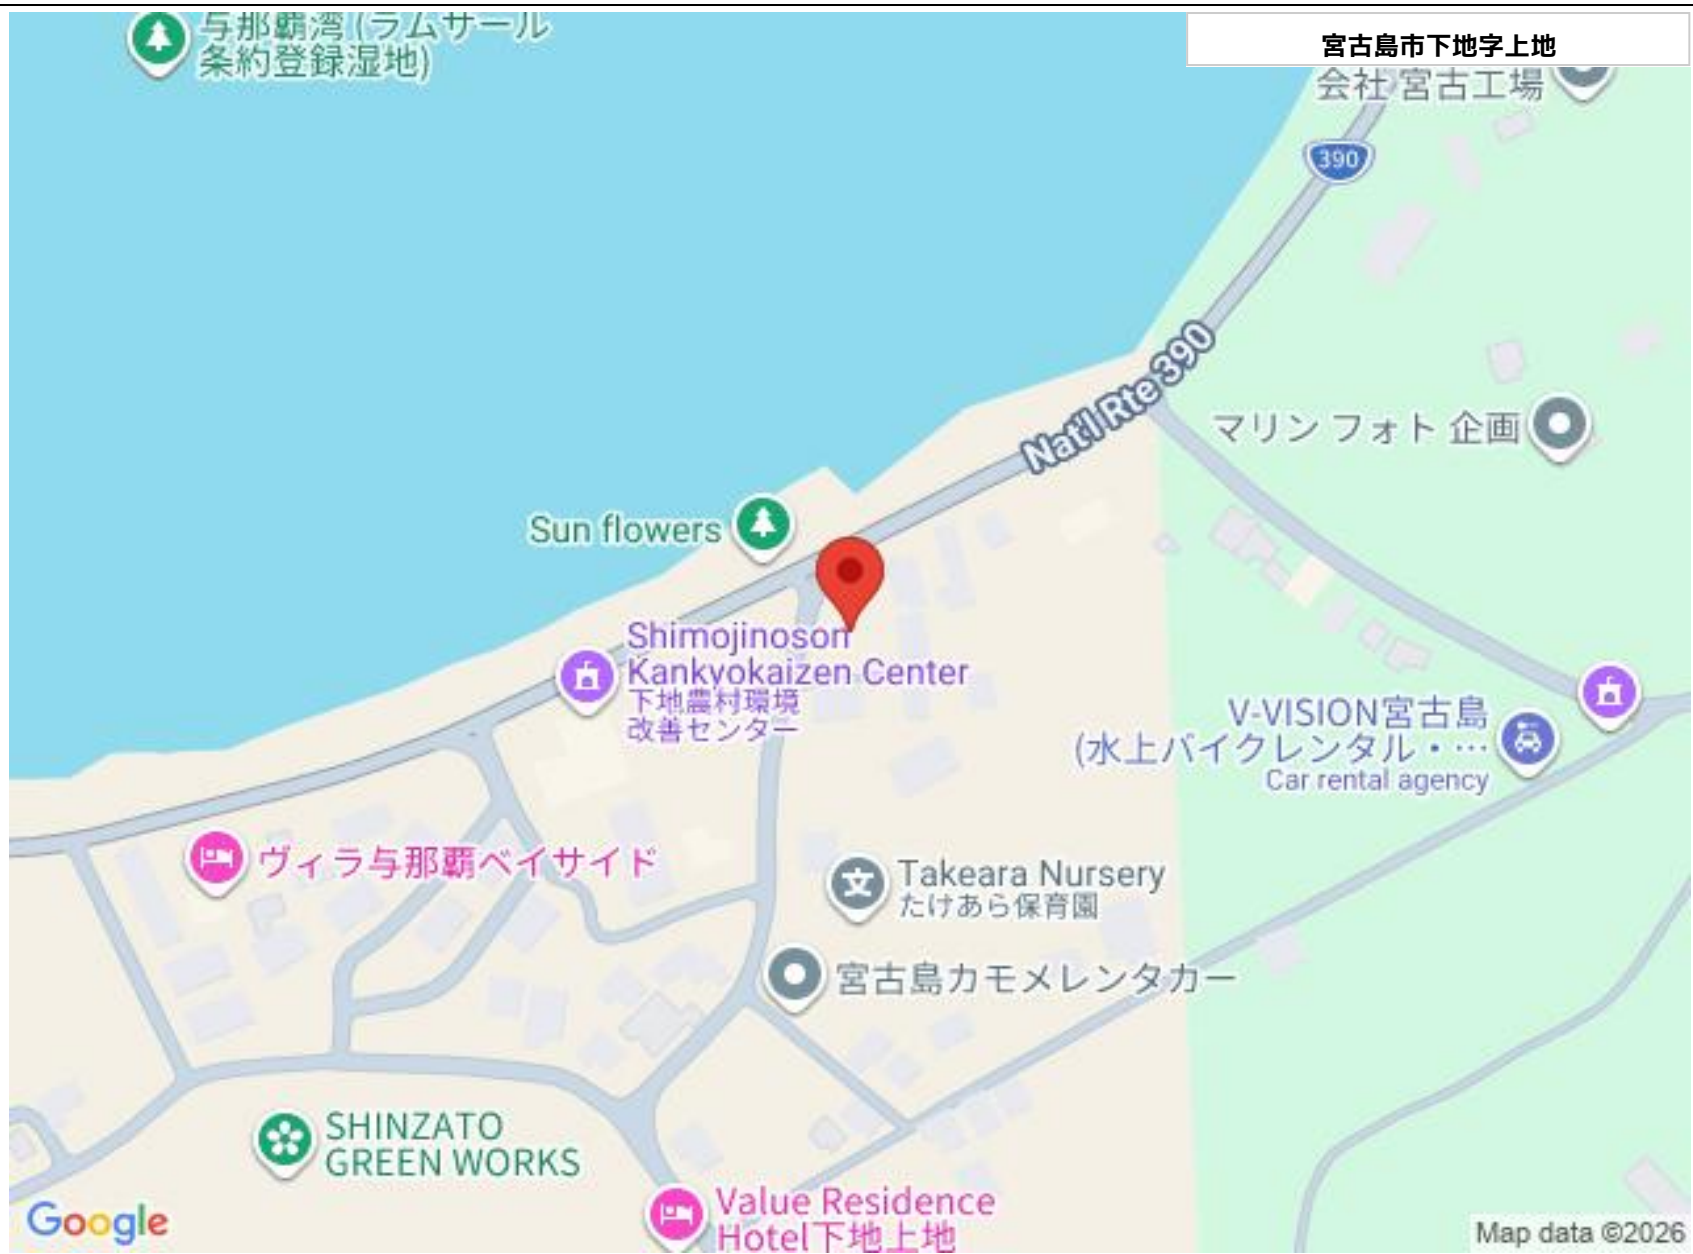 与那覇湾 (ラムサール
条約登録湿地)
宮古島市下地字上地
会社 宮古工場
390
Nat'l Rte 390
マリン フォト 企画
Sun flowers
Shimojinoson
Kankyokaizen Center
下地農村環境
改善センター
V-VISION宮古島
(水上バイクレンタル・…
Car rental agency
ヴィラ与那覇ベイサイド
Takeara Nursery
たけあら保育園
宮古島カモメレンタカー
SHINZATO
GREEN WORKS
Value Residence
Hotel下地上地
Google
Map data ©2026